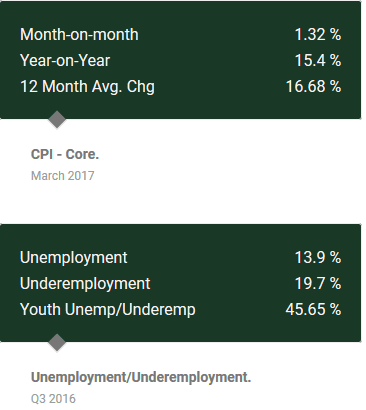 Month-on-month 1.32 %
Year-on-Year 15.4 %
12 Month Avg. Chg 16.68 %
CPI - Core.
March 2017
Unemployment 13.9 %
Underemployment 19.7 %
Youth Unemp/Underemp 45.65 %
Unemployment/Underemployment.
Q3 2016